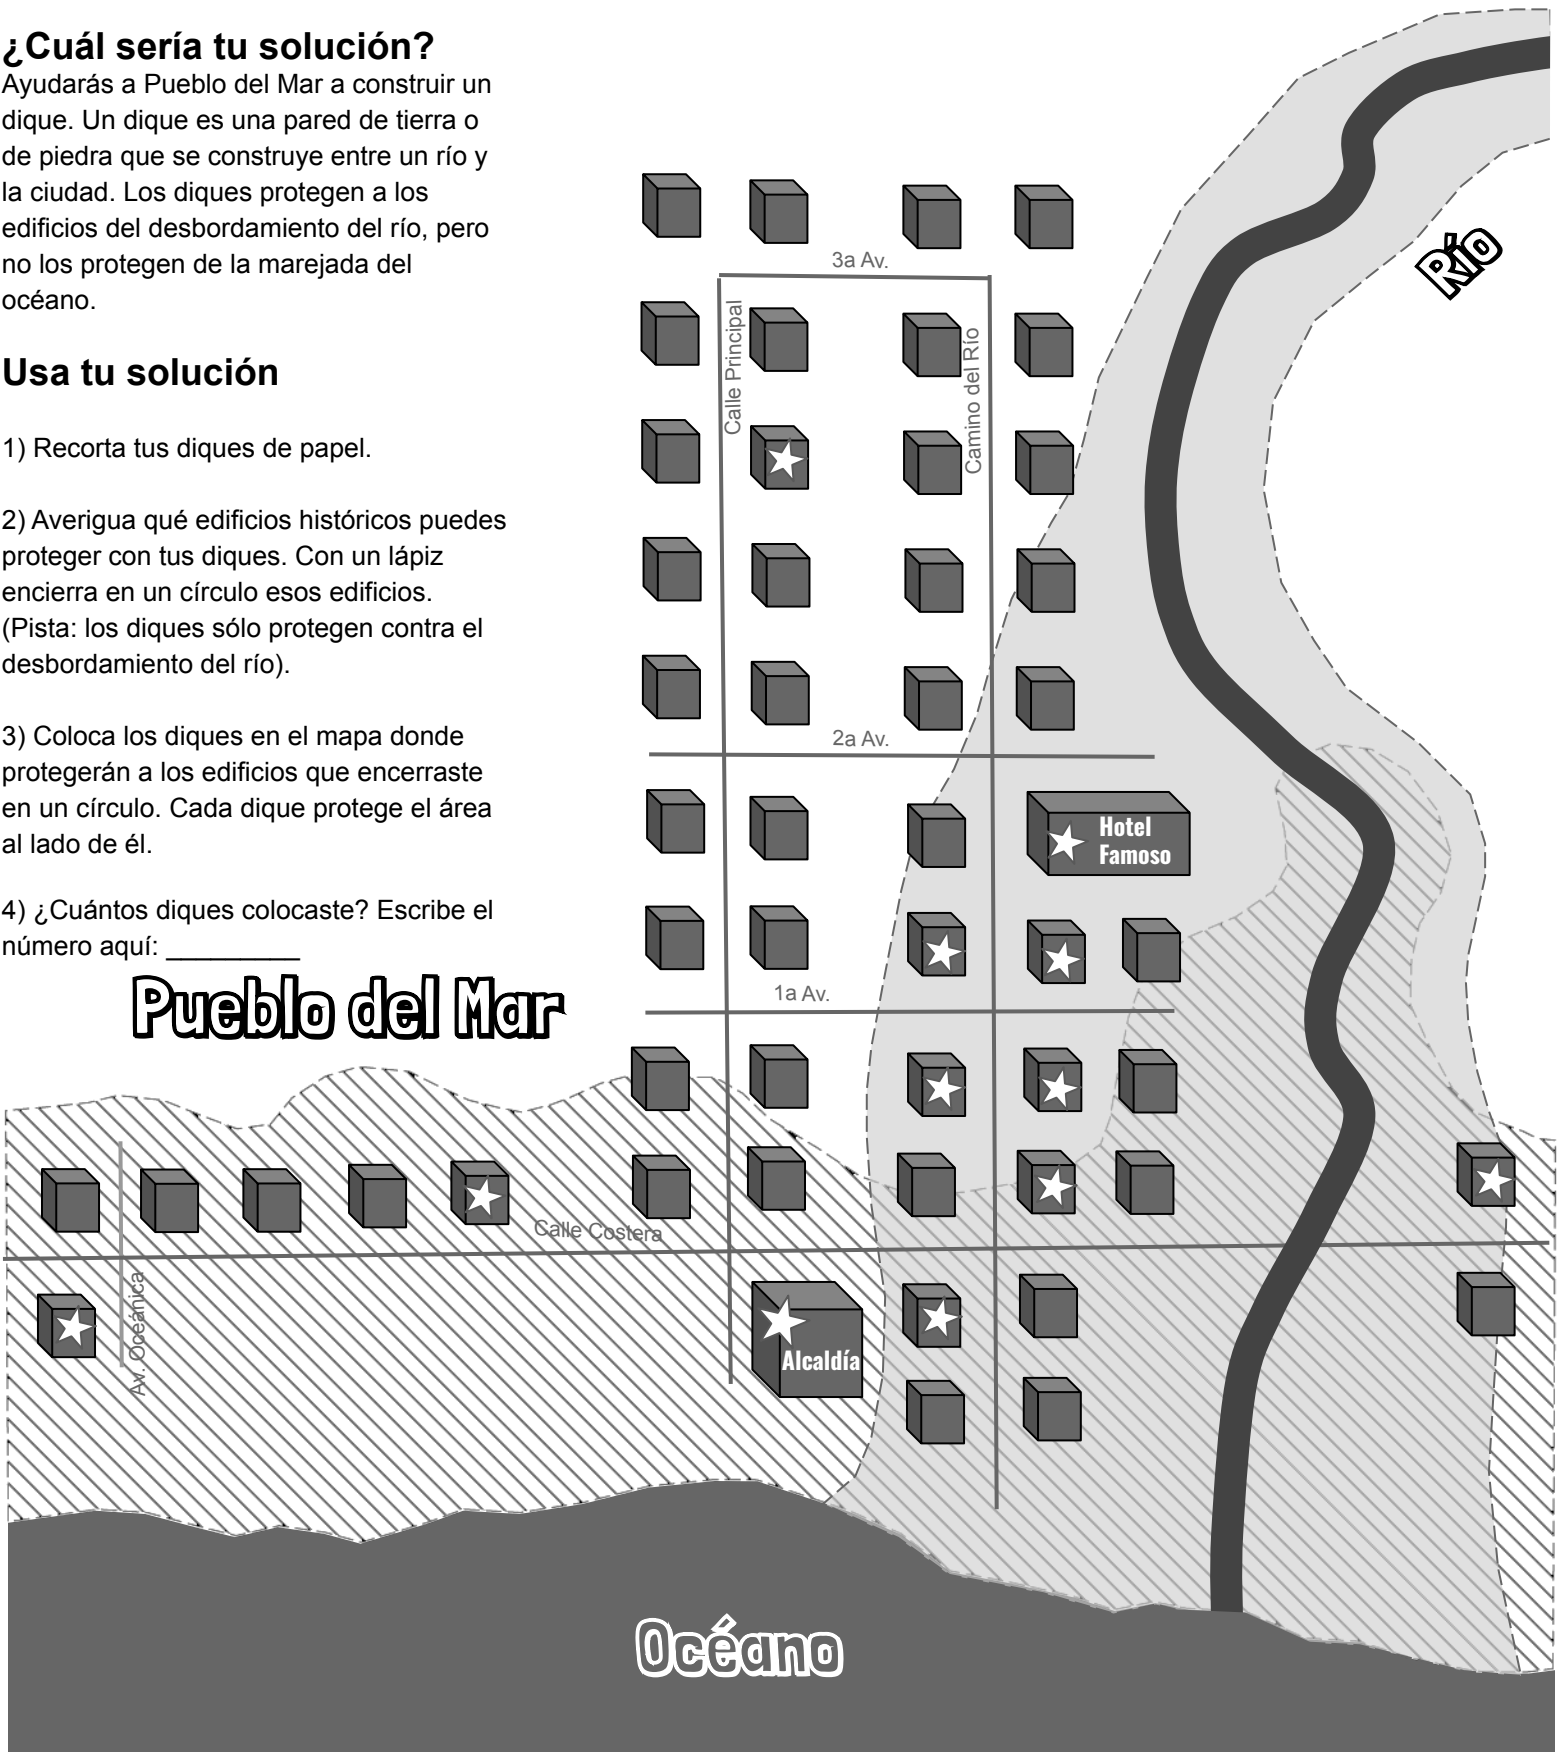 ¿Cuál sería tu solución?
Ayudarás a Pueblo del Mar a construir un
dique. Un dique es una pared de tierra o
de piedra que se construye entre un río y
la ciudad. Los diques protegen a los
edificios del desbordamiento del río, pero
no los protegen de la marejada del
océano.
Usa tu solución
1) Recorta tus diques de papel.
2) Averigua qué edificios históricos puedes
proteger con tus diques. Con un lápiz
encierra en un círculo esos edificios.
(Pista: los diques sólo protegen contra el
desbordamiento del río).
3) Coloca los diques en el mapa donde
protegerán a los edificios que encerraste
en un círculo. Cada dique protege el área
al lado de él.
4) ¿Cuántos diques colocaste? Escribe el
número aquí: _________
Pueblo del Mar
Río
3a Av.
Calle Principal
Camino del Río
2a Av.
Hotel
Famoso
1a Av.
Calle Costera
Av. Oceánica
Alcaldía
Océano